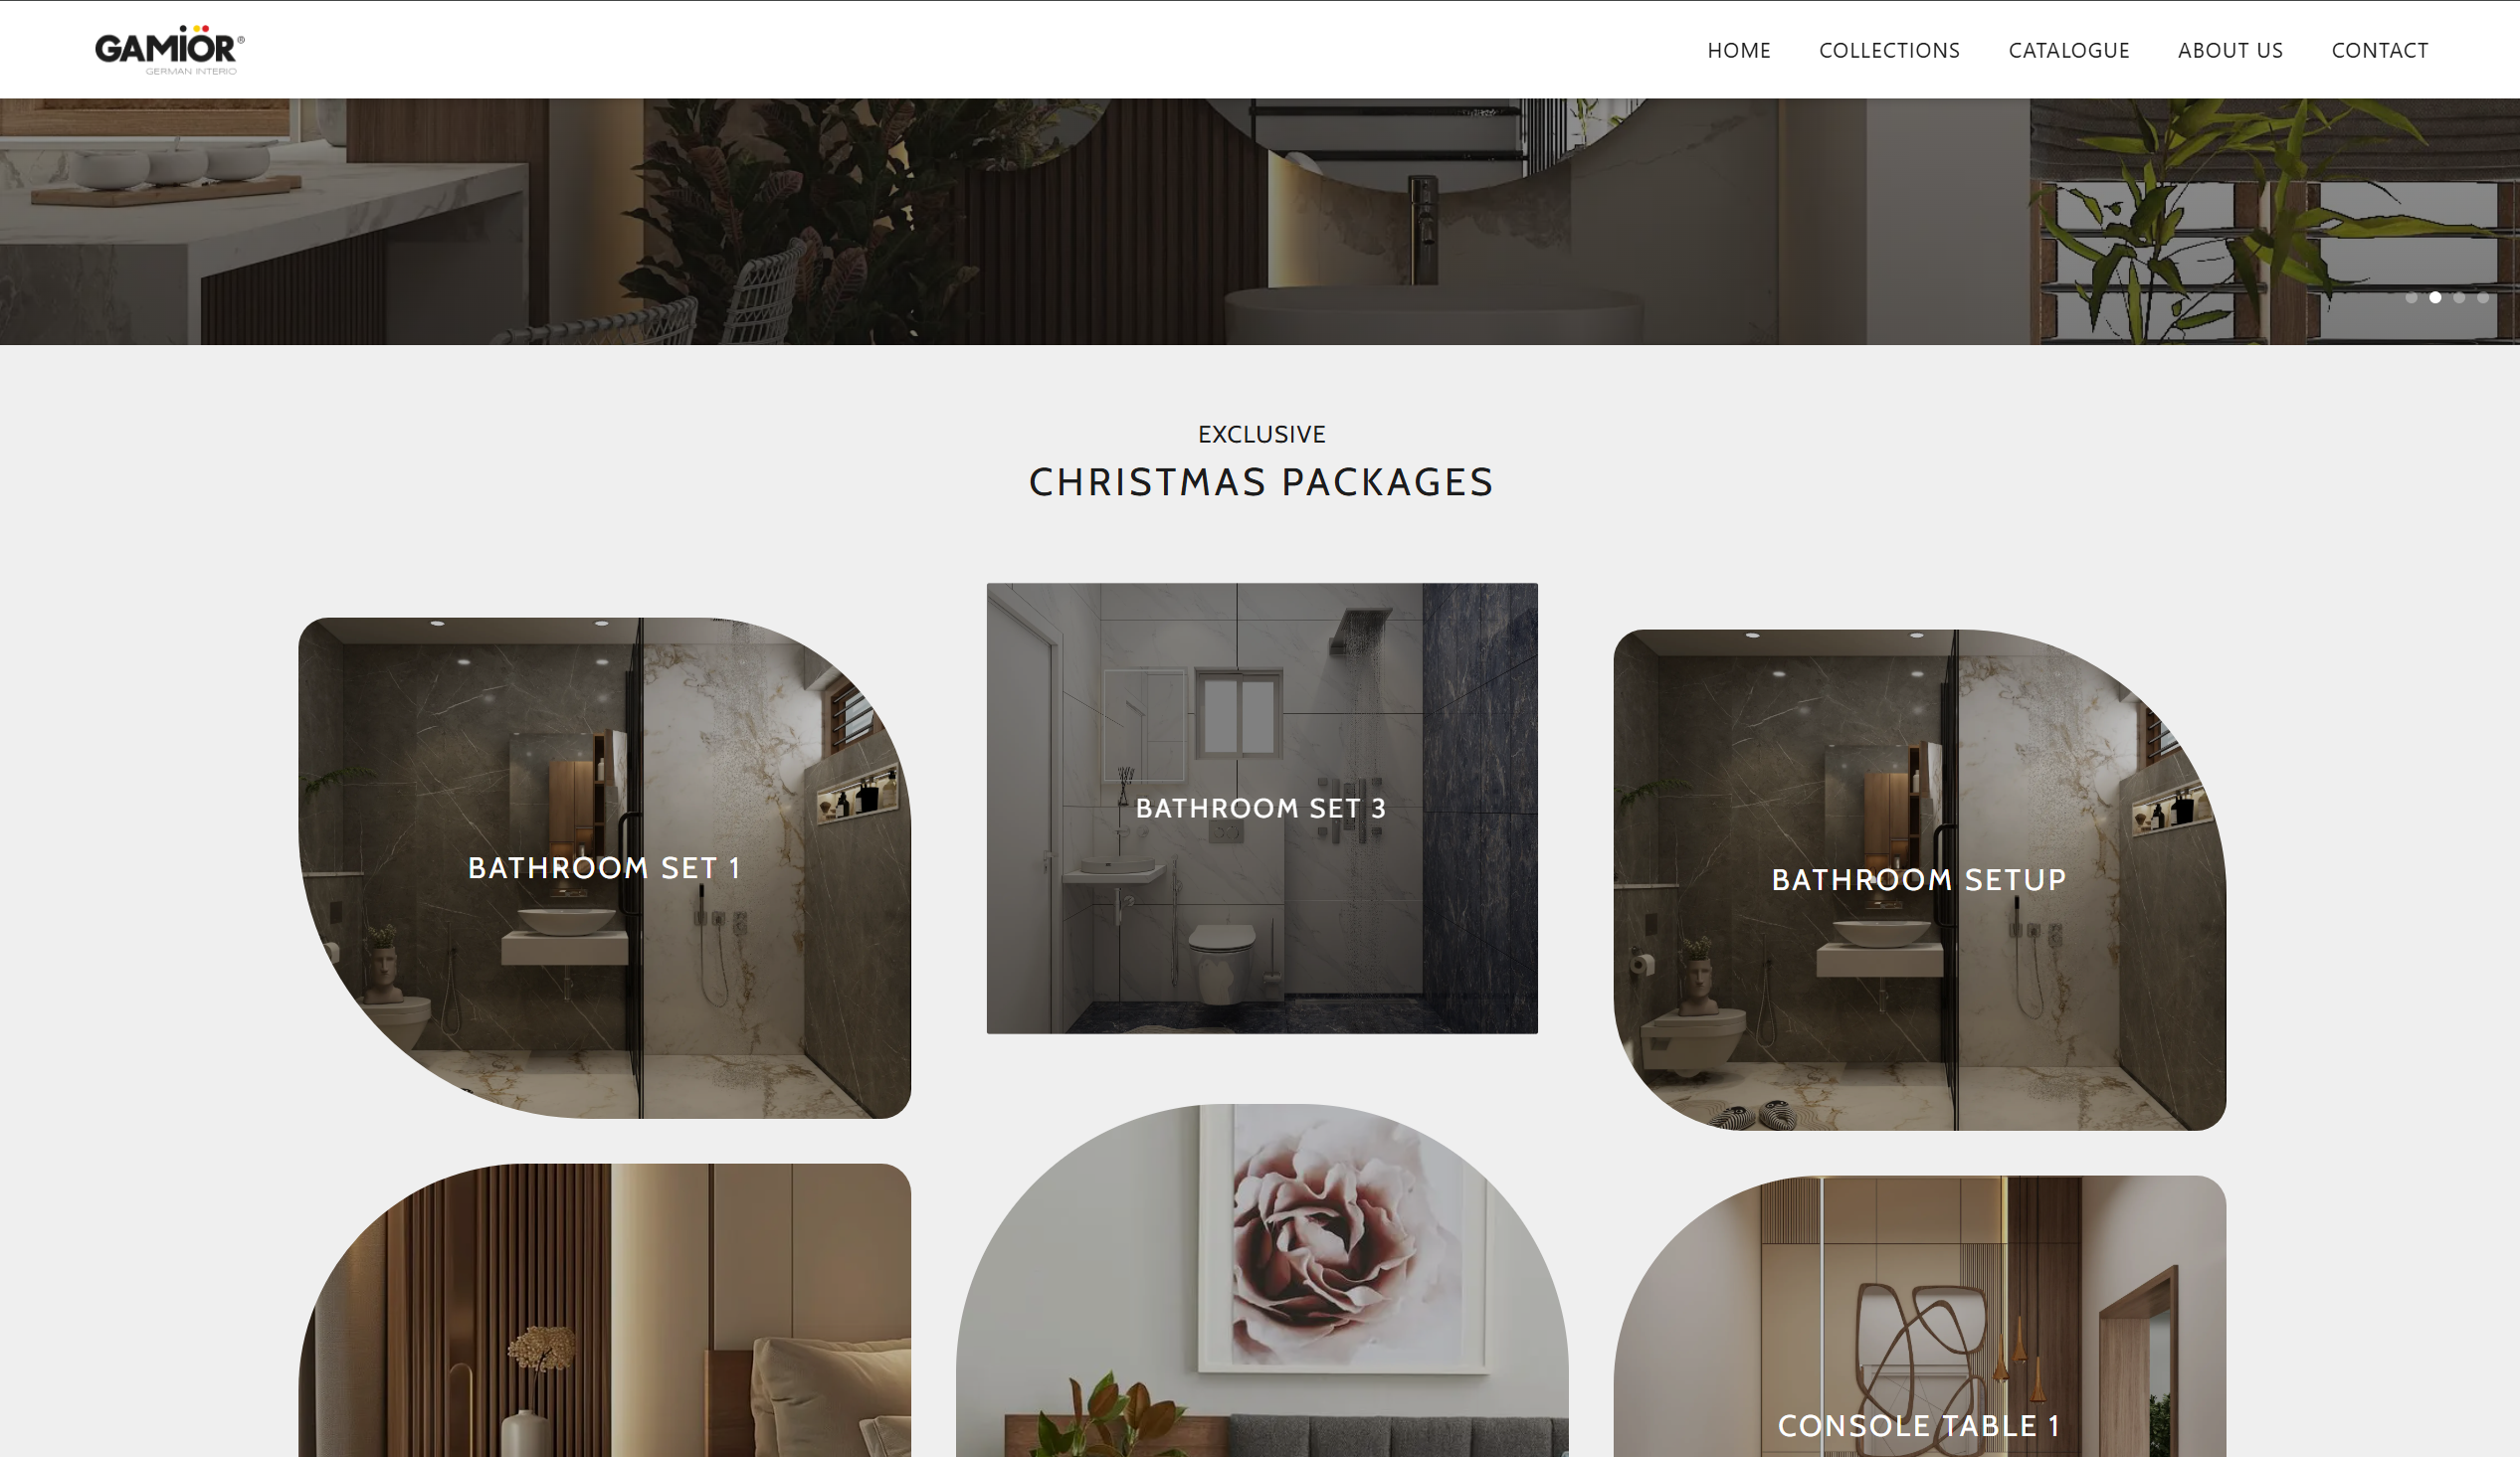 GAMIÖR®
GERMAN INTERIO
HOME COLLECTIONS CATALOGUE ABOUT US CONTACT
EXCLUSIVE
CHRISTMAS PACKAGES
BATHROOM SET 1
BATHROOM SET 3
BATHROOM SETUP
CONSOLE TABLE 1